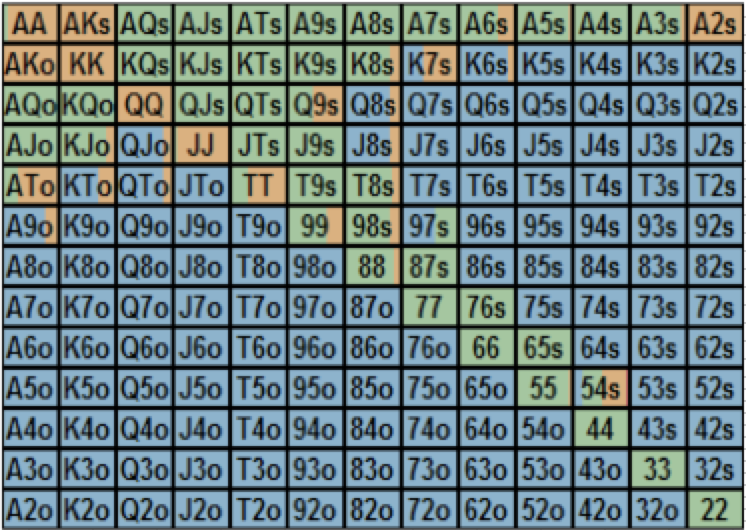 AA AKs AQs AJs ATs A9s A8s A7s A6s A5s A4s A3s A2s
AKo KK KQs KJs KTs K9s K8s K7s K6s K5s K4s K3s K2s
AQo KQo QQ QJs QTs Q9s Q8s Q7s Q6s Q5s Q4s Q3s Q2s
AJo KJo QJo JJ JTs J9s J8s J7s J6s J5s J4s J3s J2s
ATo KTo QTo JTo TT T9s T8s T7s T6s T5s T4s T3s T2s
A9o K9o Q9o J9o T9o 99 98s 97s 96s 95s 94s 93s 92s
A8o K8o Q8o J8o T8o 98o 88 87s 86s 85s 84s 83s 82s
A7o K7o Q7o J7o T7o 97o 87o 77 76s 75s 74s 73s 72s
A6o K6o Q6o J6o T6o 96o 86o 76o 66 65s 64s 63s 62s
A5o K5o Q5o J5o T5o 95o 85o 75o 65o 55 54s 53s 52s
A4o K4o Q4o J4o T4o 94o 84o 74o 64o 54o 44 43s 42s
A3o K3o Q3o J3o T3o 93o 83o 73o 63o 53o 43o 33 32s
A2o K2o Q2o J2o T2o 92o 82o 72o 62o 52o 42o 32o 22